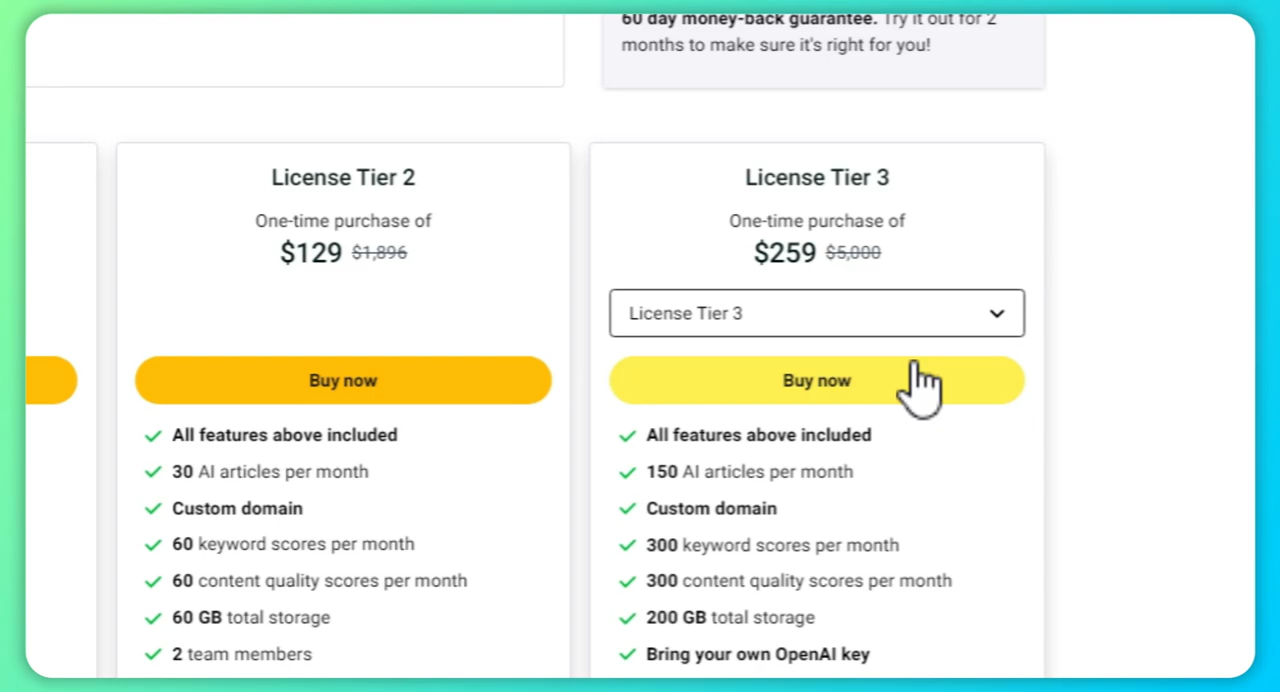 60 day money-back guarantee. Try it out for 2
months to make sure it's right for you!
License Tier 2
One-time purchase of
$129 $1,896
Buy now
All features above included
30 AI articles per month
Custom domain
60 keyword scores per month
60 content quality scores per month
60 GB total storage
2 team members
License Tier 3
One-time purchase of
$259 $5,000
License Tier 3
Buy now
All features above included
150 AI articles per month
Custom domain
300 keyword scores per month
300 content quality scores per month
200 GB total storage
Bring your own OpenAI key